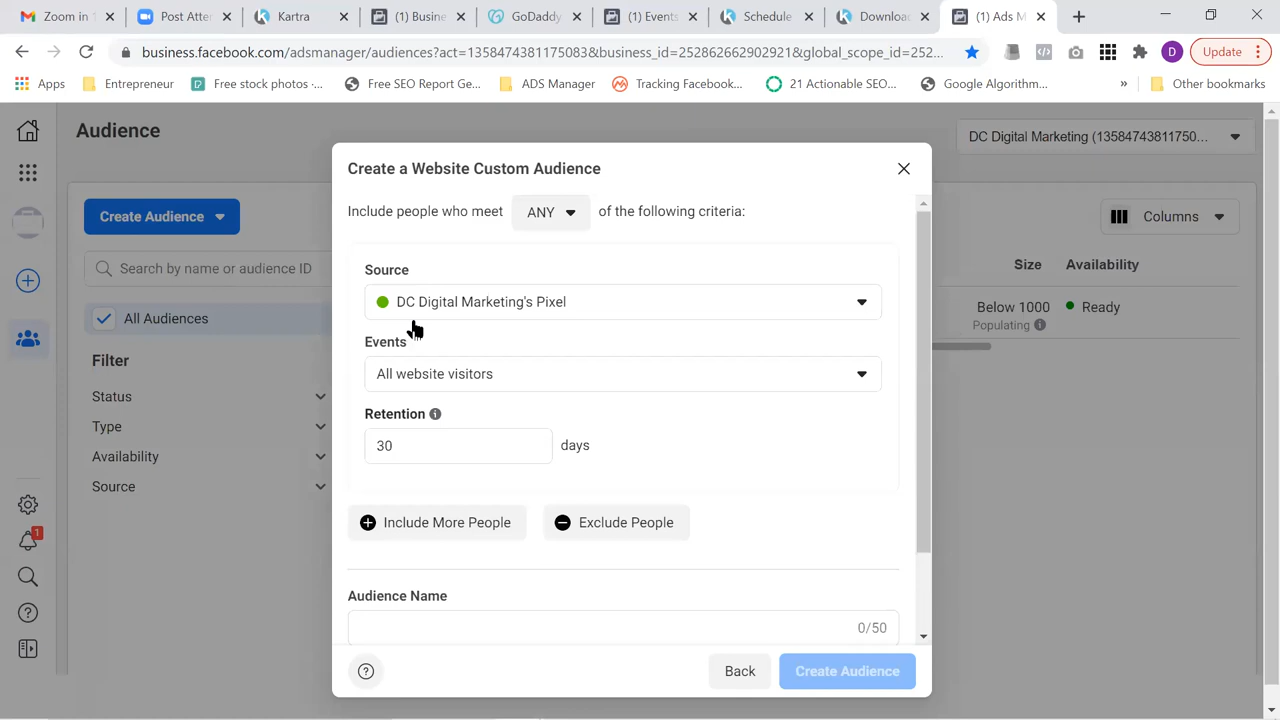 Zoom in 1
Post Atter
Kartra
(1) Busine
GoDaddy
(1) Events
Schedule
Download
(1) Ads M
business.facebook.com/adsmanager/audiences?act=1358474381175083&business_id=252862662902921&global_scope_id=252...
D
Update
Apps
Entrepreneur
Free stock photos ·...
Free SEO Report Ge...
ADS Manager
Tracking Facebook...
21 Actionable SEO...
Google Algorithm...
»
Other bookmarks
Audience
DC Digital Marketing (13584743811750...
Create Audience
Search by name or audience ID
All Audiences
Filter
Status
Type
Availability
Source
1
Columns
Size
Availability
Below 1000
Ready
Populating
Create a Website Custom Audience
Include people who meet ANY of the following criteria:
Source
DC Digital Marketing's Pixel
Events
All website visitors
Retention
30 days
Include More People
Exclude People
Audience Name
0/50
Back
Create Audience